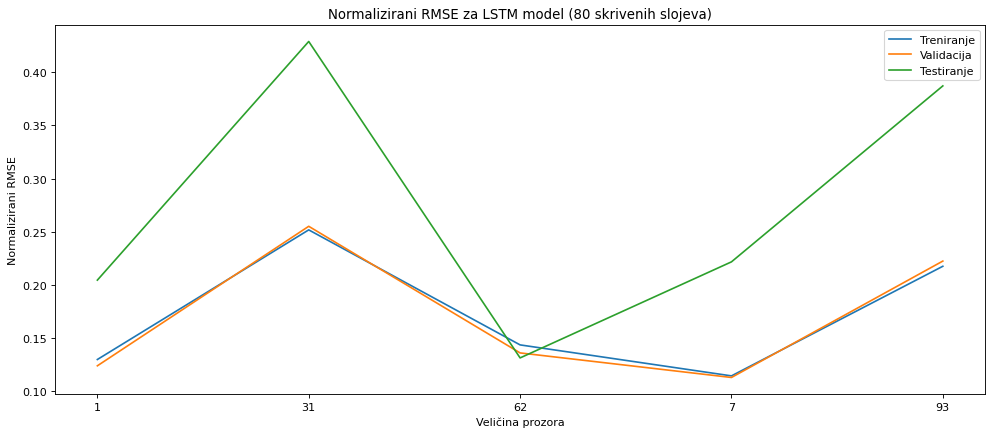 Normalizirani RMSE za LSTM model (80 skrivenih slojeva)
Treniranje
Validacija
Testiranje
Normalizirani RMSE
0.40
0.35
0.30
0.25
0.20
0.15
0.10
1 31 62 7 93
Veličina prozora